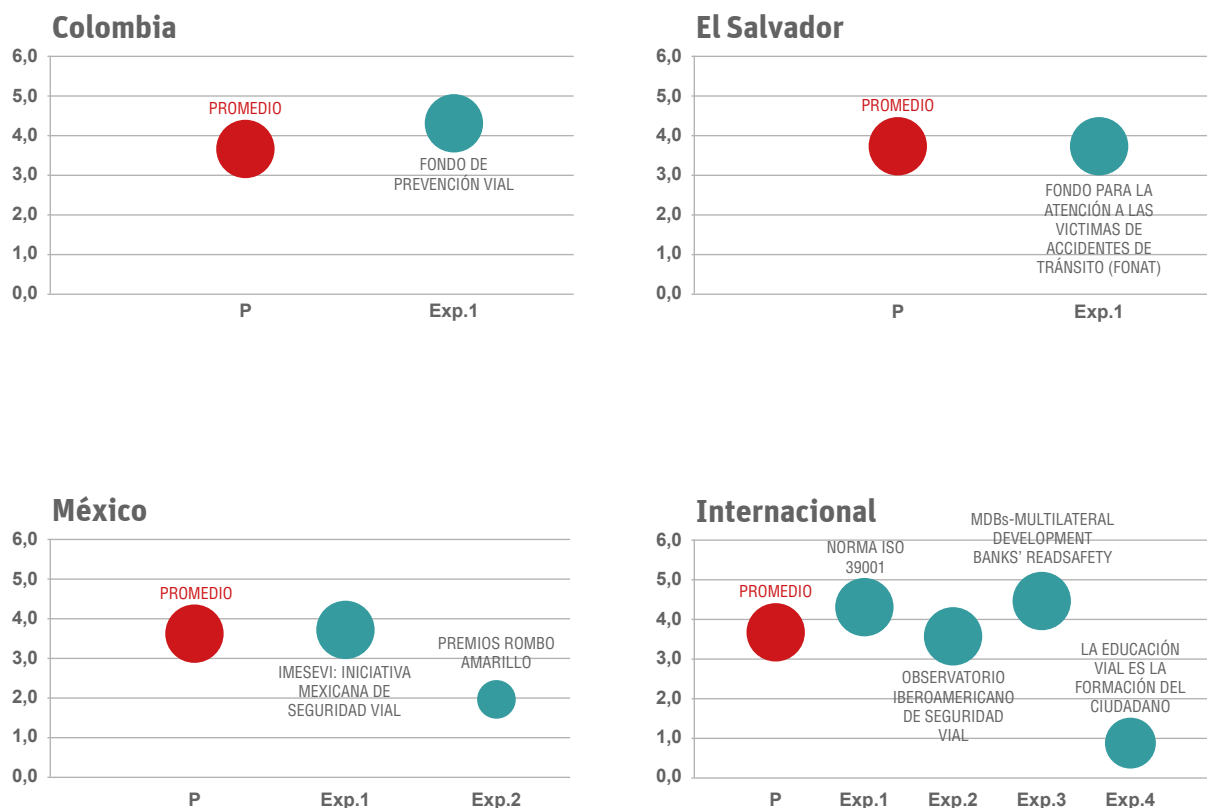 Colombia
6,0
5,0
4,0
3,0
2,0
1,0
0,0
PROMEDIO
FONDO DE
PREVENCIÓN VIAL
P
Exp.1
El Salvador
6,0
5,0
4,0
3,0
2,0
1,0
0,0
PROMEDIO
FONDO PARA LA
ATENCIÓN A LAS
VICTIMAS DE
ACCIDENTES DE
TRÁNSITO (FONAT)
P
Exp.1
México
6,0
5,0
4,0
3,0
2,0
1,0
0,0
PROMEDIO
IMESEVI: INICIATIVA
MEXICANA DE
SEGURIDAD VIAL
PREMIOS ROMBO
AMARILLO
P
Exp.1
Exp.2
Internacional
6,0
5,0
4,0
3,0
2,0
1,0
0,0
PROMEDIO
NORMA ISO
39001
OBSERVATORIO
IBEROAMERICANO
DE SEGURIDAD
VIAL
MDBs-MULTILATERAL
DEVELOPMENT
BANKS’ READSAFETY
LA EDUCACIÓN
VIAL ES LA
FORMACIÓN DEL
CIUDADANO
P
Exp.1
Exp.2
Exp.3
Exp.4